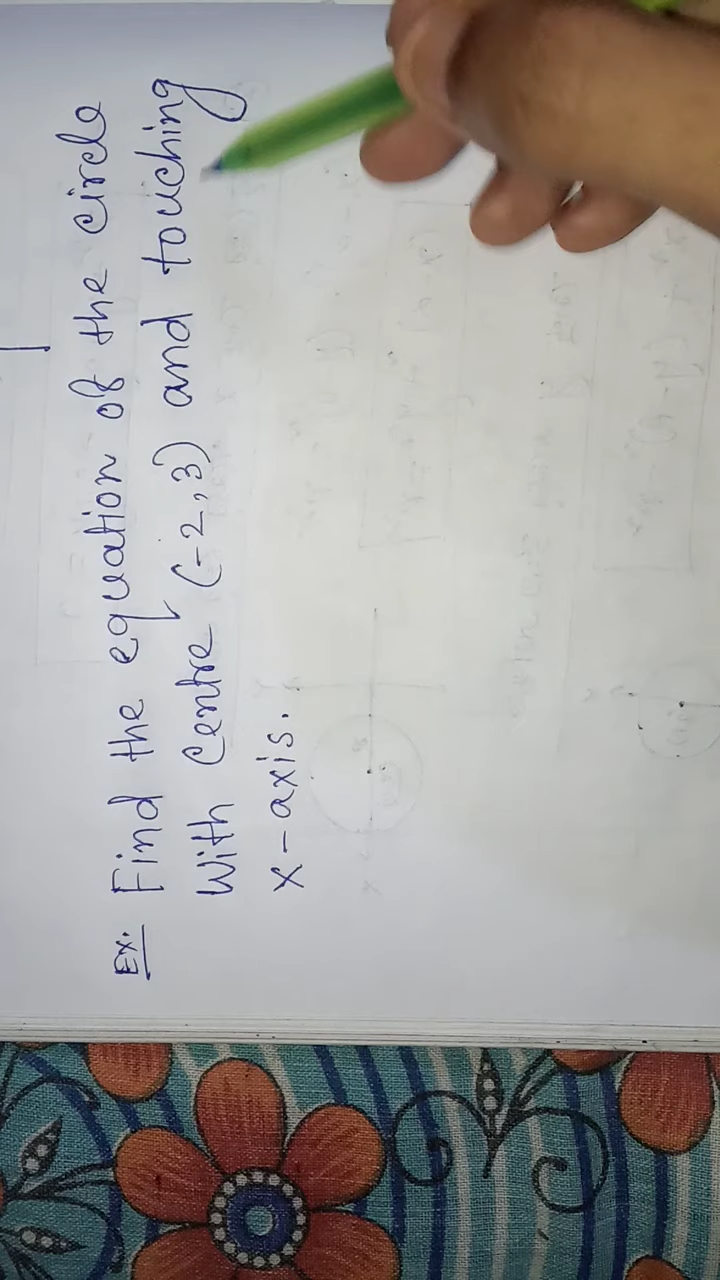 Ex. Find the equation of the circle
With Centre (-2,3) and touching
x-axis.